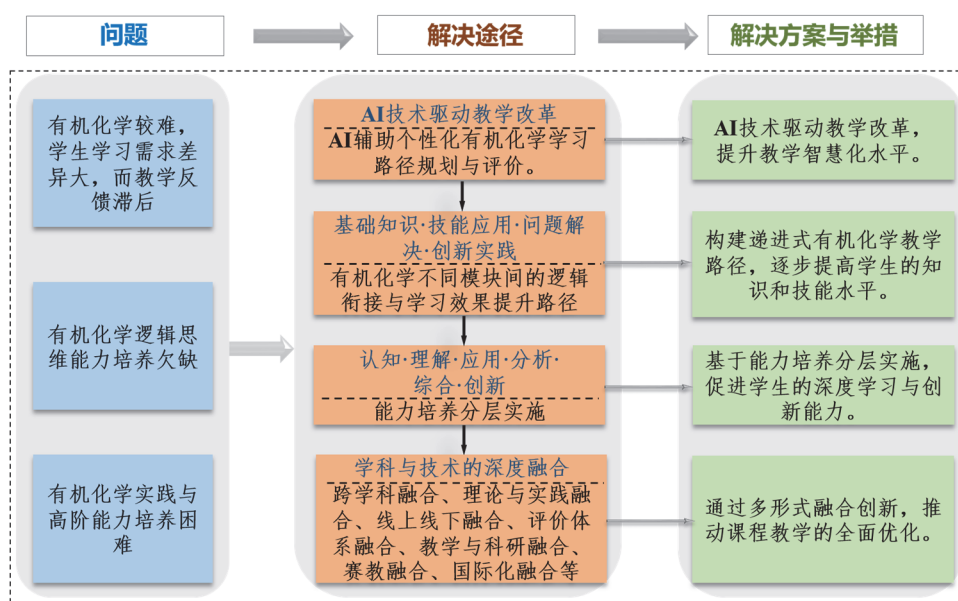 问题
解决途径
解决方案与举措
有机化学较难，
学生学习需求差
异大，而教学反
馈滞后
有机化学逻辑思
维能力培养欠缺
有机化学实践与
高阶能力培养困
难
AI技术驱动教学改革
AI辅助个性化有机化学学习
路径规划与评价。
基础知识·技能应用·问题解
决·创新实践
有机化学不同模块间的逻辑
衔接与学习效果提升路径
认知·理解·应用·分析·
综合·创新
能力培养分层实施
学科与技术的深度融合
跨学科融合、理论与实践融
合、线上线下融合、评价体
系融合、教学与科研融合、
赛教融合、国际化融合等
AI技术驱动教学改革，
提升教学智慧化水平。
构建递进式有机化学教学
路径，逐步提高学生的知
识和技能水平。
基于能力培养分层实施，
促进学生的深度学习与创
新能力。
通过多形式融合创新，推
动课程教学的全面优化。